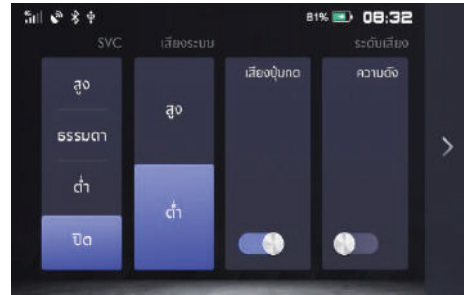 81% 08:32
SVC เสียงระบบ ระดับเสียง
สูง
ธรรมดา
ต่ำ
ปิด
สูง
ต่ำ
เสียงปุ่มกด
ความดัง